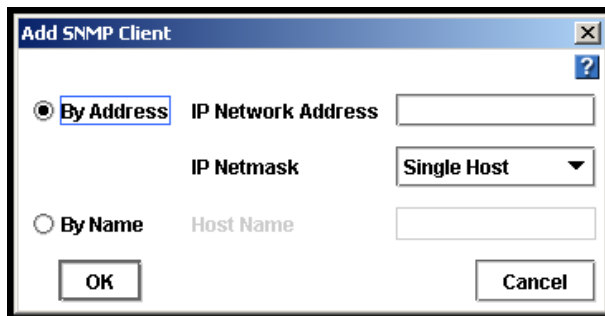 Add SNMP Client
?
By Address IP Network Address
IP Netmask Single Host
By Name Host Name
OK Cancel